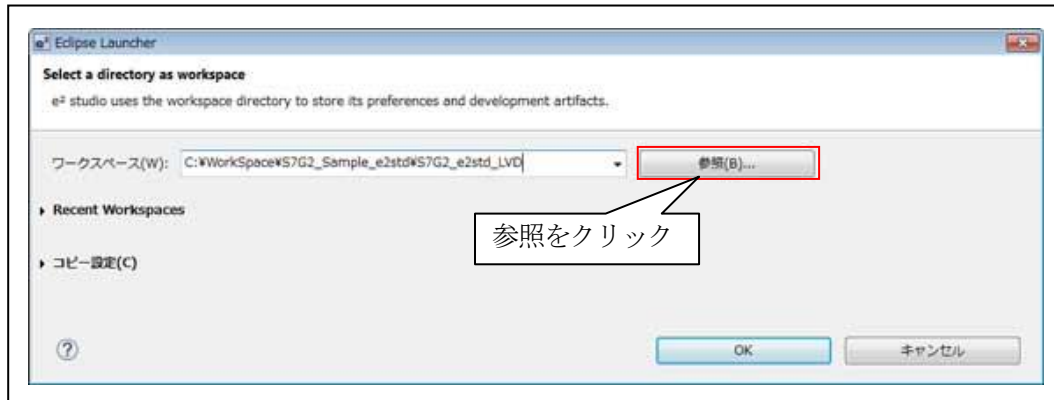 e² Eclipse Launcher
Select a directory as workspace
e² studio uses the workspace directory to store its preferences and development artifacts.
ワークスペース(W): C:¥WorkSpace¥S7G2_Sample_e2std¥S7G2_e2std_LVD 参照(B)...
Recent Workspaces
参照をクリック
コピー設定(C)
? OK キャンセル